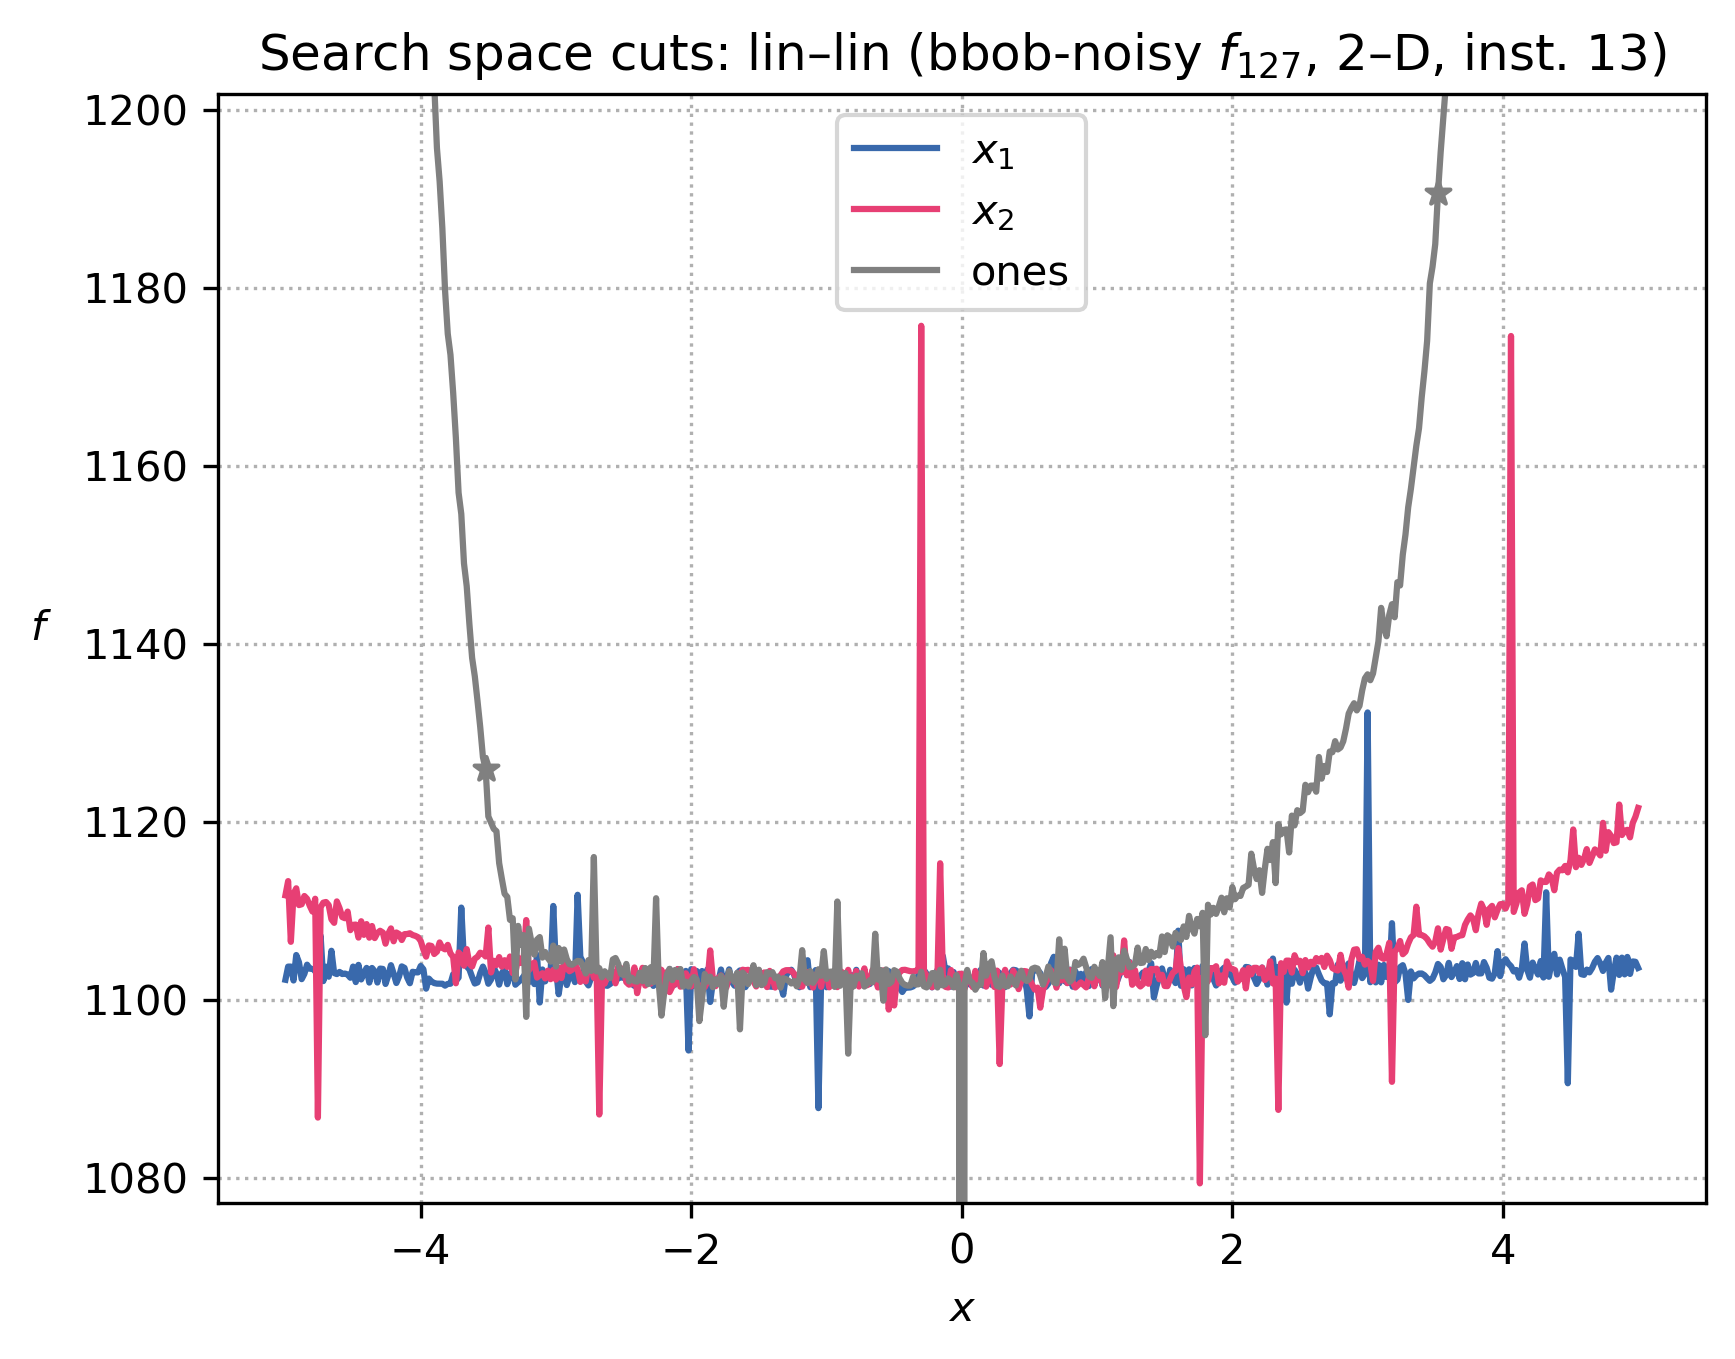 Search space cuts: lin–lin (bbob-noisy f₁₂₇, 2–D, inst. 13)
1200
1180
1160
1140
1120
1100
1080
f
x₁
x₂
ones
−4 −2 0 2 4
x